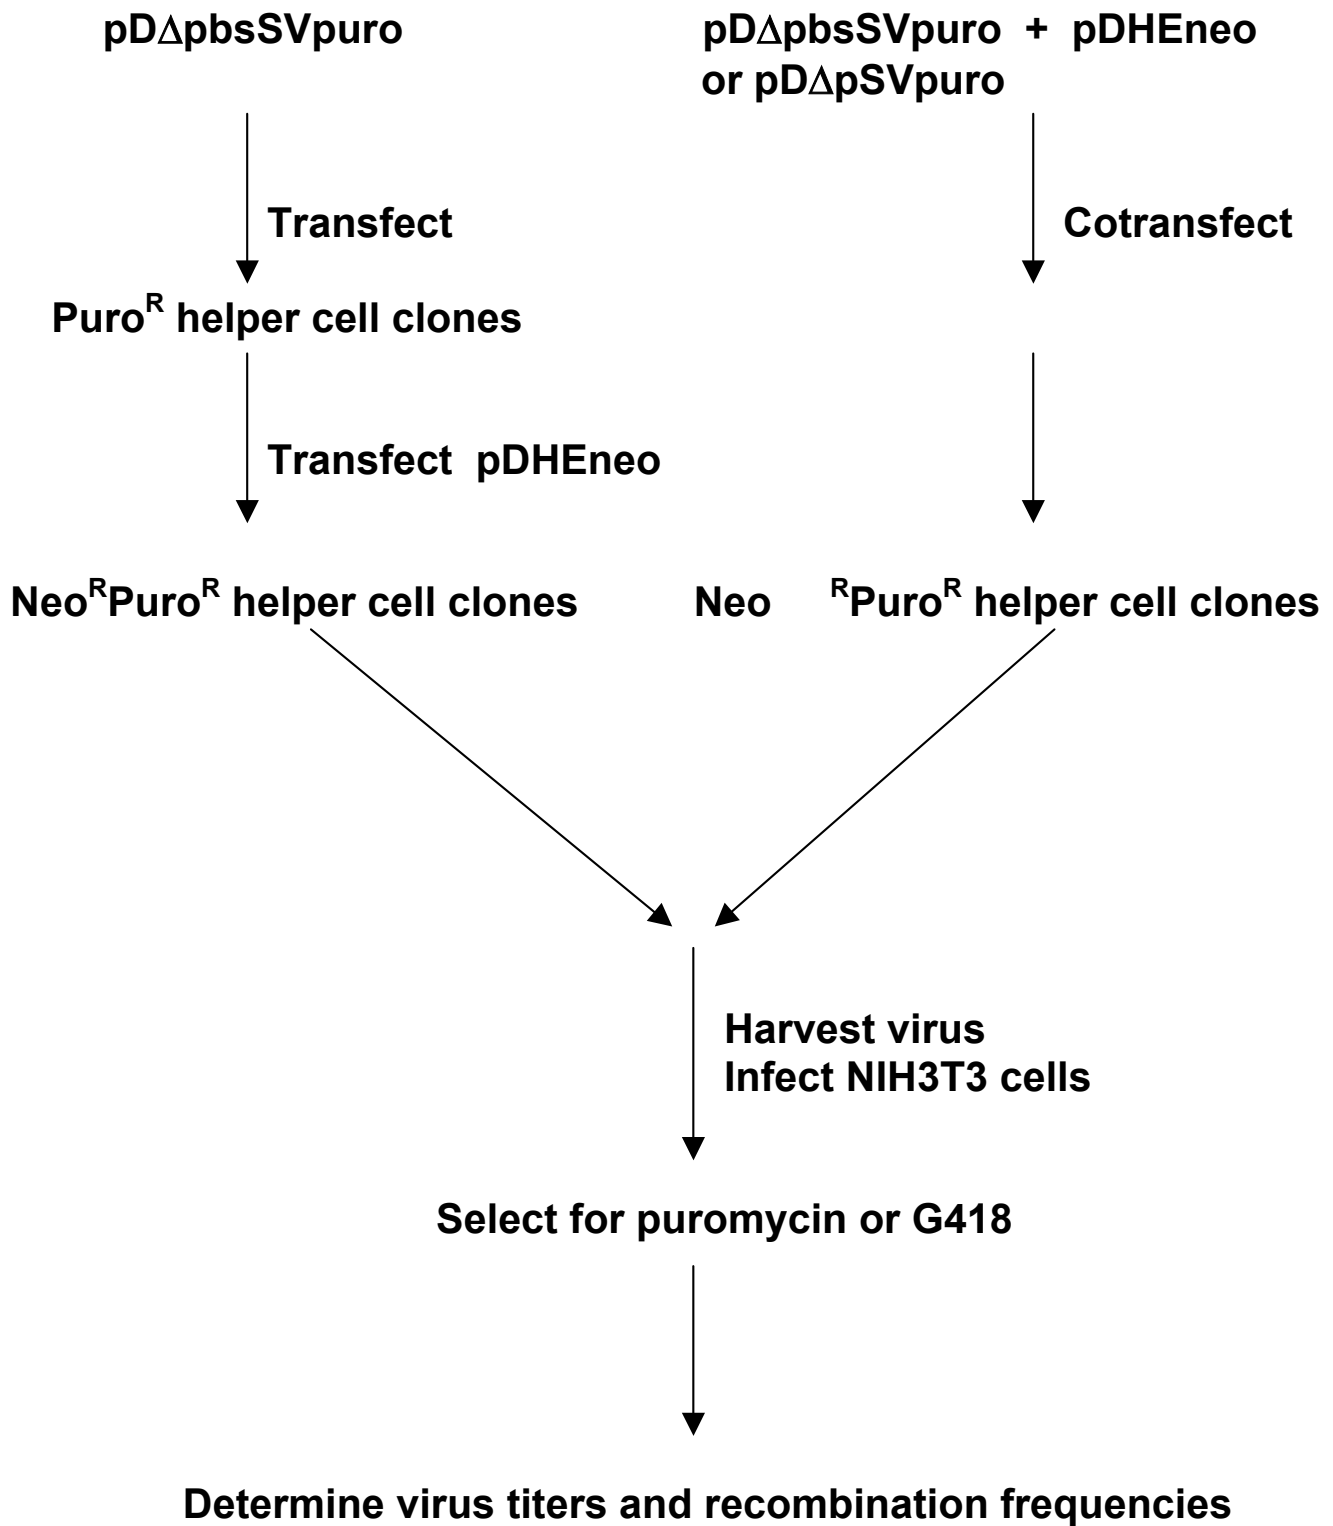 pDΔpbsSVpuro
pDΔpbsSVpuro + pDHEneo
or pDΔpSVpuro
Transfect
Cotransfect
Puroᴿ helper cell clones
Transfect pDHEneo
NeoᴿPuroᴿ helper cell clones
Neo ᴿPuroᴿ helper cell clones
Harvest virus
Infect NIH3T3 cells
Select for puromycin or G418
Determine virus titers and recombination frequencies